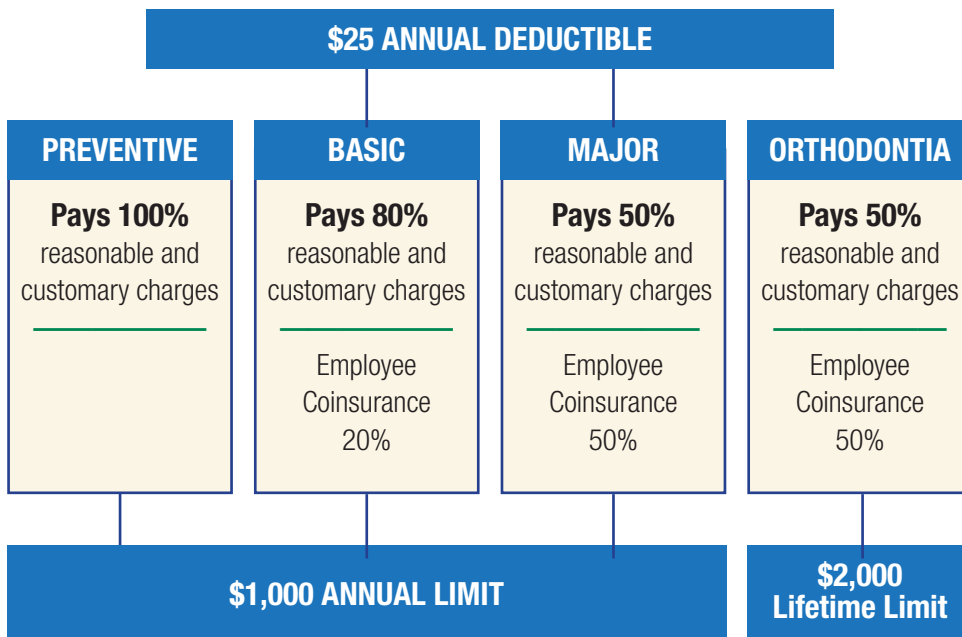 $25 ANNUAL DEDUCTIBLE
PREVENTIVE
Pays 100%
reasonable and
customary charges
BASIC
Pays 80%
reasonable and
customary charges
Employee
Coinsurance
20%
MAJOR
Pays 50%
reasonable and
customary charges
Employee
Coinsurance
50%
ORTHODONTIA
Pays 50%
reasonable and
customary charges
Employee
Coinsurance
50%
$1,000 ANNUAL LIMIT
$2,000
Lifetime Limit